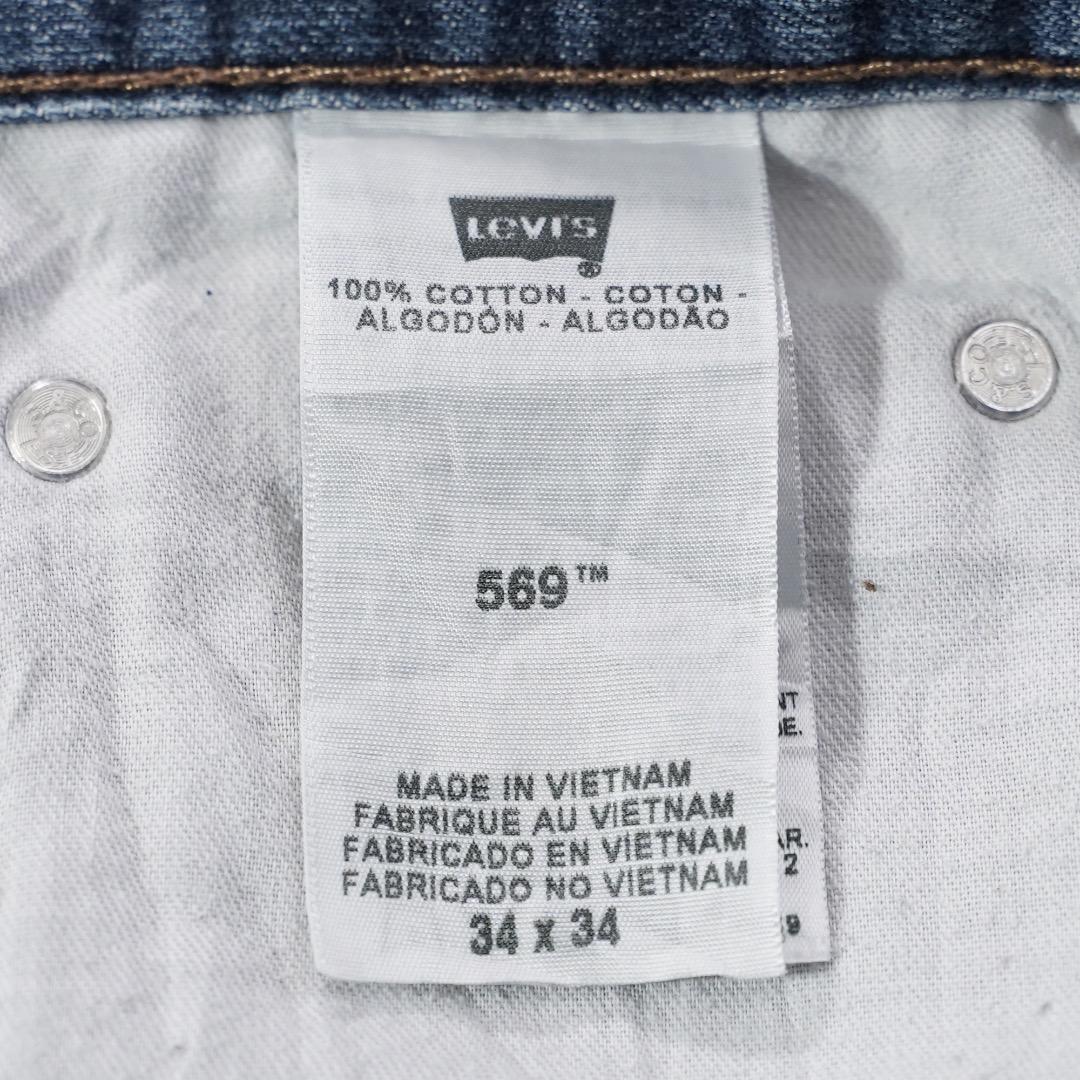 LEVI'S
®
100% COTTON - COTON -
ALGODÓN - ALGODÃO
569™
MADE IN VIETNAM
FABRIQUE AU VIETNAM
FABRICADO EN VIETNAM
FABRICADO NO VIETNAM
34 x 34